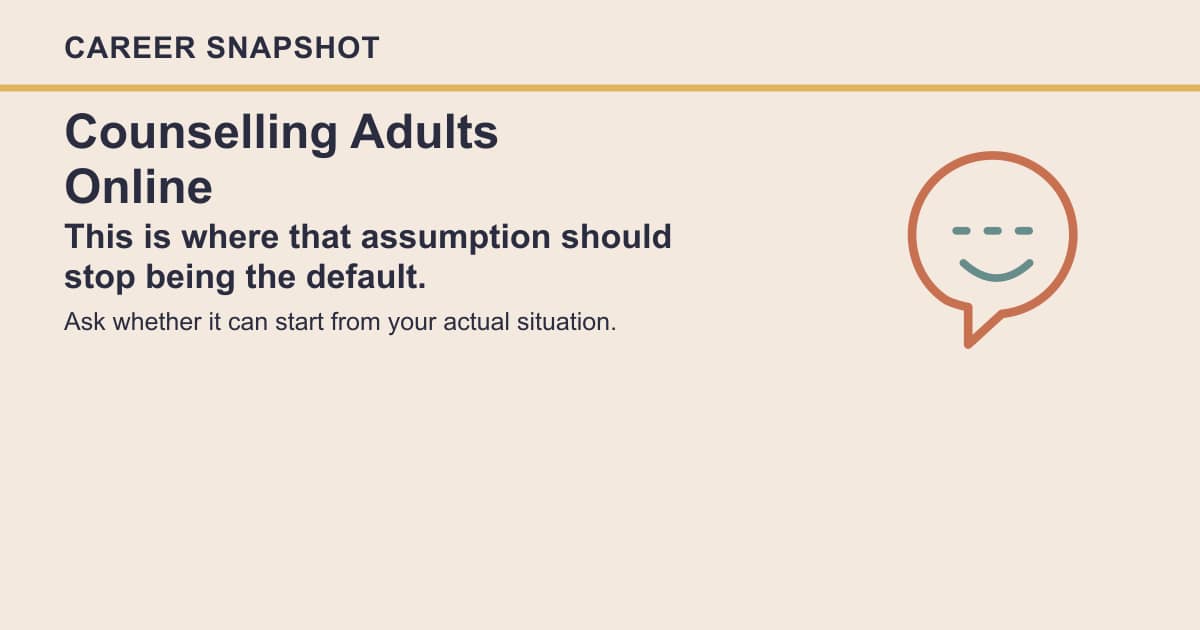 CAREER SNAPSHOT
Counselling Adults
Online
This is where that assumption should
stop being the default.
Ask whether it can start from your actual situation.